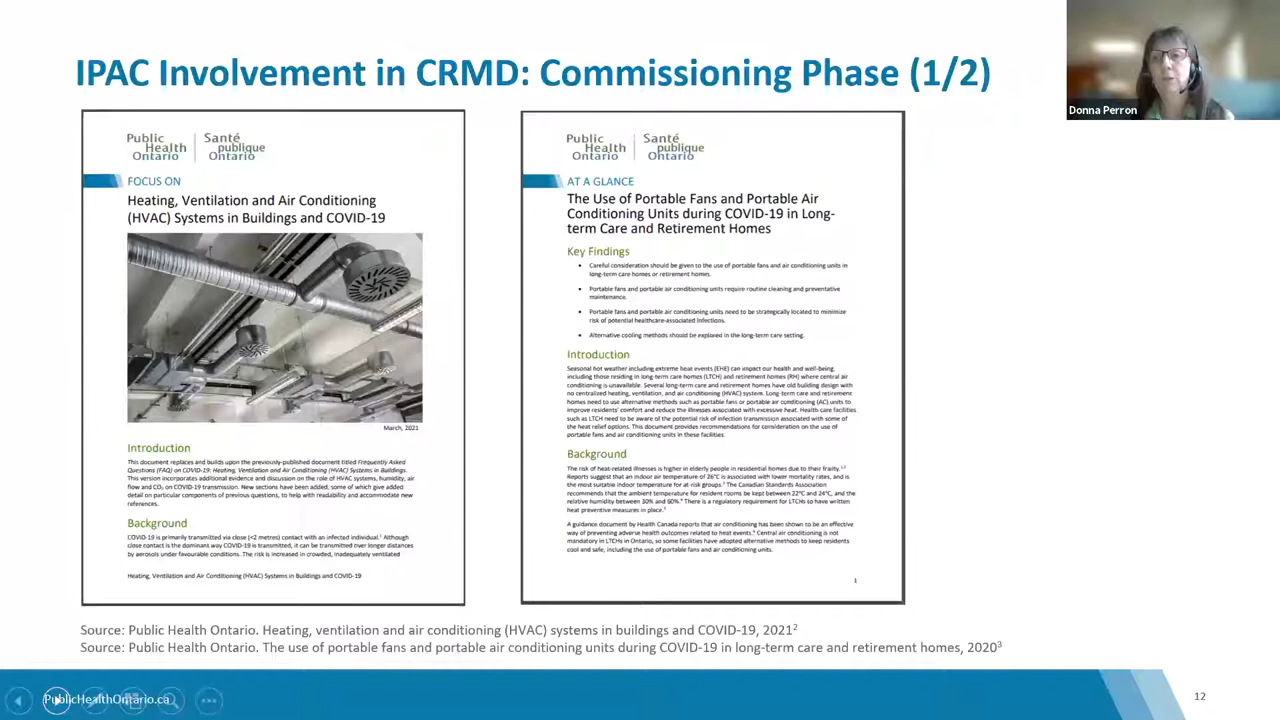 IPAC Involvement in CRMD: Commissioning Phase (1/2)
Donna Perron
Public
Health
Ontario
Santé
publique
Ontario
FOCUS ON
Heating, Ventilation and Air Conditioning
(HVAC) Systems in Buildings and COVID-19
March, 2021
Introduction
This document replaces and builds upon the previously-published document titled Frequently Asked
Questions (FAQ) on COVID-19: Heating, Ventilation and Air Conditioning (HVAC) Systems in Buildings.
This version incorporates additional evidence and discussion on the role of HVAC systems, humidity, air
flow and CO₂ on COVID-19 transmission. New sections have been added, some of which give added
detail on particular components of previous questions, to help with readability and accommodate new
references.
Background
COVID-19 is primarily transmitted via close (<2 metres) contact with an infected individual.¹ Although
close contact is the dominant way COVID-19 is transmitted, it can be transmitted over longer distances
by aerosols under favourable conditions. The risk is increased in crowded, inadequately ventilated
Heating, Ventilation and Air Conditioning (HVAC) Systems in Buildings and COVID-19
Public
Health
Ontario
Santé
publique
Ontario
AT A GLANCE
The Use of Portable Fans and Portable Air
Conditioning Units during COVID-19 in Long-
term Care and Retirement Homes
Key Findings
• Careful consideration should be given to the use of portable fans and air conditioning units in
long-term care homes or retirement homes.
• Portable fans and portable air conditioning units require routine cleaning and preventative
maintenance.
• Portable fans and portable air conditioning units need to be strategically located to minimize
risk of potential healthcare-associated infections.
• Alternative cooling methods should be explored in the long-term care setting.
Introduction
Seasonal hot weather including extreme heat events (EHE) can impact our health and well-being,
including those residing in long-term care homes (LTCH) and retirement homes (RH) where central air
conditioning is unavailable. Several long-term care and retirement homes have old building design with
no centralized heating, ventilation, and air conditioning (HVAC) system. Long-term care and retirement
homes need to use alternative methods such as portable fans or portable air conditioning (AC) units to
improve residents' comfort and reduce the illnesses associated with excessive heat. Health care facilities
such as LTCH need to be aware of the potential risk of infection transmission associated with some of
the heat relief options. This document provides recommendations for consideration on the use of
portable fans and air conditioning units in these facilities.
Background
The risk of heat-related illnesses is higher in elderly people in residential homes due to their frailty.¹,²
Reports suggest that an indoor air temperature of 26°C is associated with lower mortality rates, and is
the most suitable indoor temperature for at-risk groups.³ The Canadian Standards Association
recommends that the ambient temperature for resident rooms be kept between 22°C and 24°C, and the
relative humidity between 30% and 60%.⁴ There is a regulatory requirement for LTCHs to have written
heat preventive measures in place.⁵
A guidance document by Health Canada reports that air conditioning has been shown to be an effective
way of preventing adverse health outcomes related to heat events.⁶ Central air conditioning is not
mandatory in LTCHs in Ontario, so some facilities have adopted alternative methods to keep residents
cool and safe, including the use of portable fans and air conditioning units.
1
Source: Public Health Ontario. Heating, ventilation and air conditioning (HVAC) systems in buildings and COVID-19, 2021²
Source: Public Health Ontario. The use of portable fans and portable air conditioning units during COVID-19 in long-term care and retirement homes, 2020³
PublicHealthOntario.ca
12